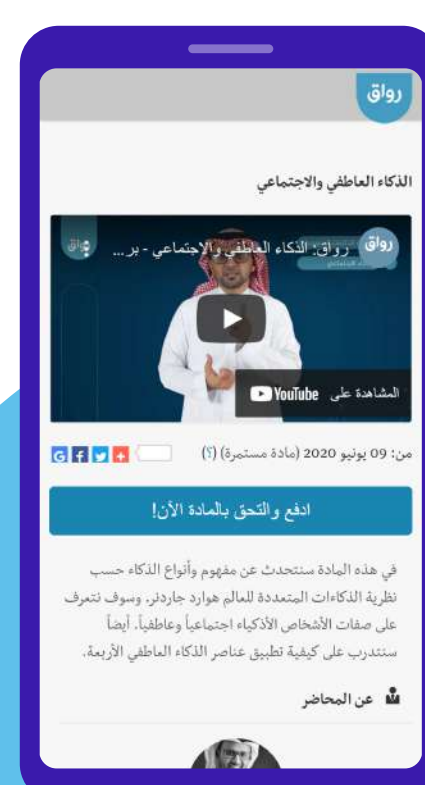 رواق
الذكاء العاطفي والاجتماعي
رواق
رواق: الذكاء العاطفي والاجتماعي - بر...
رواق
المشاهدة على YouTube
من: 09 يونيو 2020 (مادة مستمرة) (؟)
ادفع والتحق بالمادة الآن!
في هذه المادة سنتحدث عن مفهوم وأنواع الذكاء حسب
نظرية الذكاءات المتعددة للعالم هوارد جاردنر. وسوف نتعرف
على صفات الأشخاص الأذكياء اجتماعياً وعاطفياً. أيضاً
سنتدرب على كيفية تطبيق عناصر الذكاء العاطفي الأربعة.
عن المحاضر